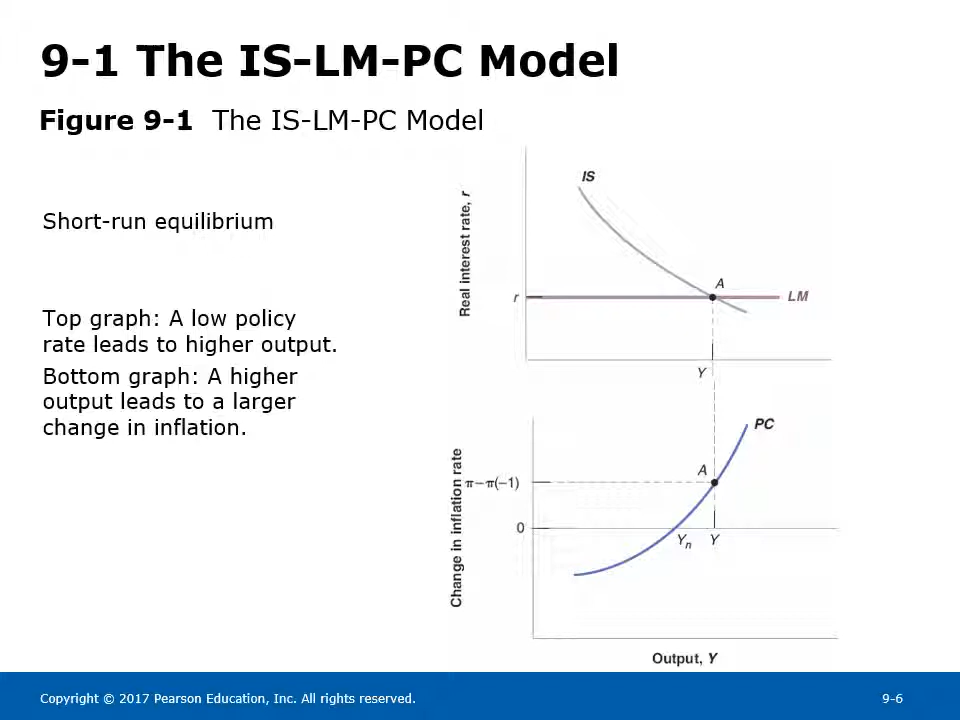 9-1 The IS-LM-PC Model
Figure 9-1 The IS-LM-PC Model
Short-run equilibrium
Top graph: A low policy
rate leads to higher output.
Bottom graph: A higher
output leads to a larger
change in inflation.
Real interest rate, r
IS
A
r
LM
Y
Change in inflation rate
PC
A
π–π(–1)
0
Yn
Y
Output, Y
Copyright © 2017 Pearson Education, Inc. All rights reserved.
9-6